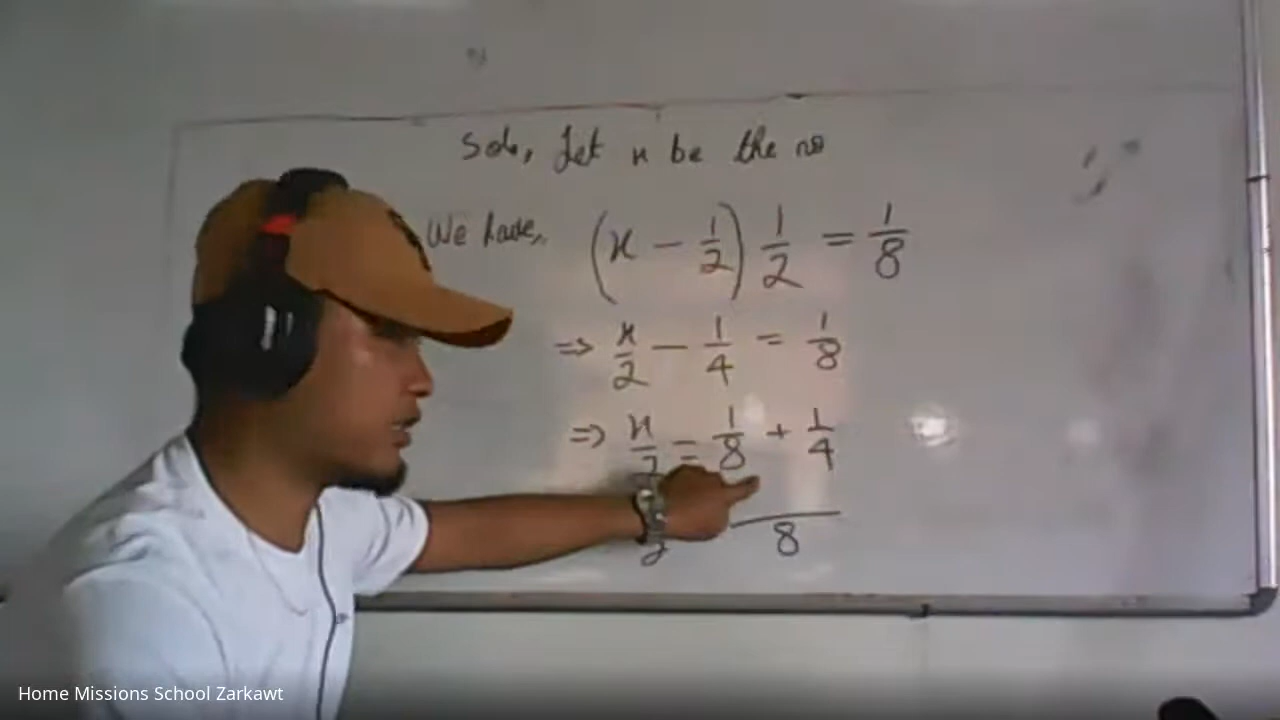 Soln, Let x be the no
We have, (x - 1/2) 1/2 = 1/8
⇒ x/2 - 1/4 = 1/8
⇒ x/2 = 1/8 + 1/4
2 /8
Home Missions School Zarkawt